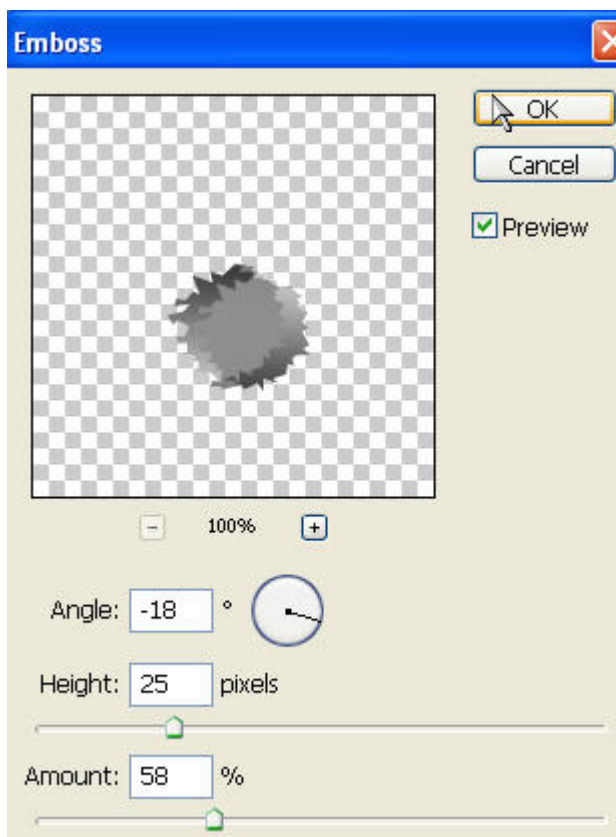 Emboss
OK
Cancel
Preview
100%
Angle: -18 °
Height: 25 pixels
Amount: 58 %